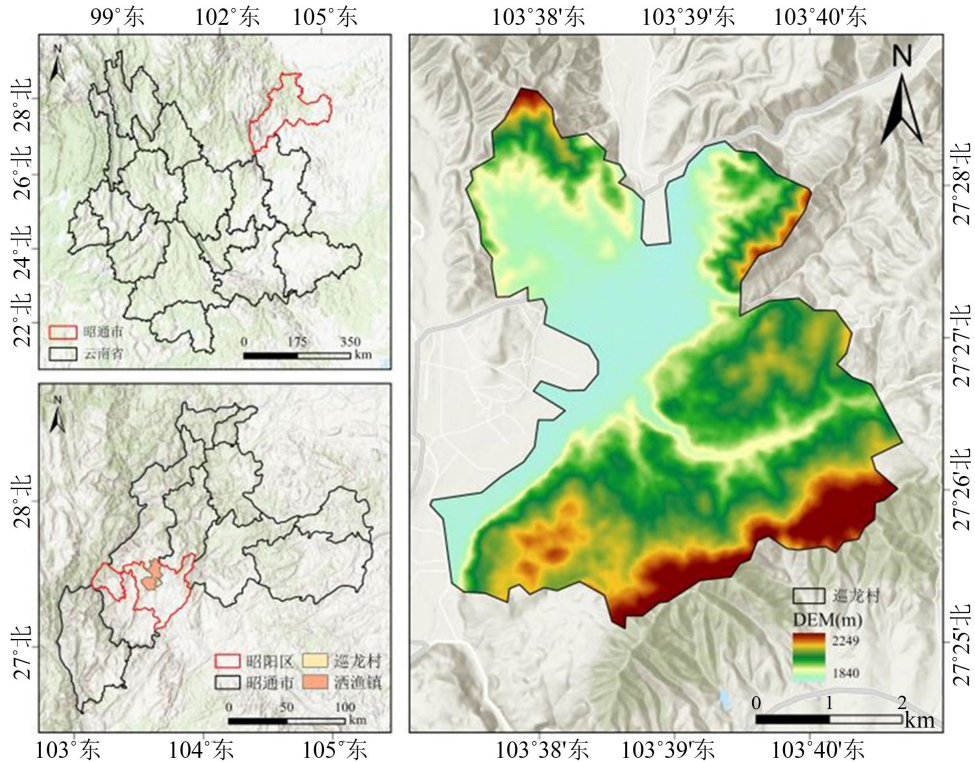 99°东
102°东
105°东
103°38'东
103°39'东
103°40'东
N
28°北
26°北
24°北
22°北
昭通市
云南省
0
175
350
km
N
28°北
27°北
昭阳区
巡龙村
昭通市
洒渔镇
0
50
100
km
103°东
104°东
105°东
N
27°28'北
27°27'北
27°26'北
27°25'北
巡龙村
DEM(m)
2249
1840
0
1
2
km
103°38'东
103°39'东
103°40'东